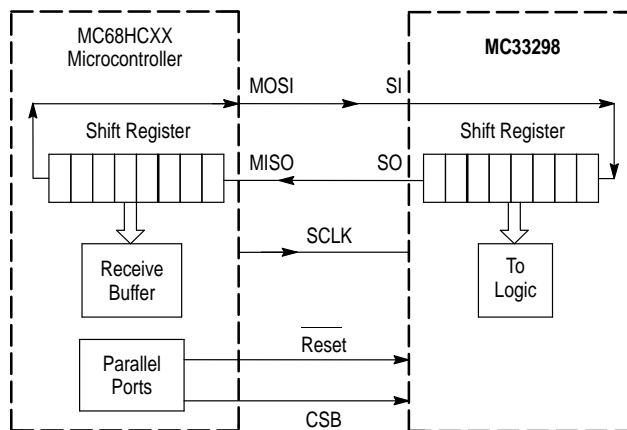 MC68HCXX
Microcontroller
MC33298
MOSI
SI
Shift Register
Shift Register
MISO
SO
SCLK
Receive
Buffer
To
Logic
Reset
Parallel
Ports
CSB